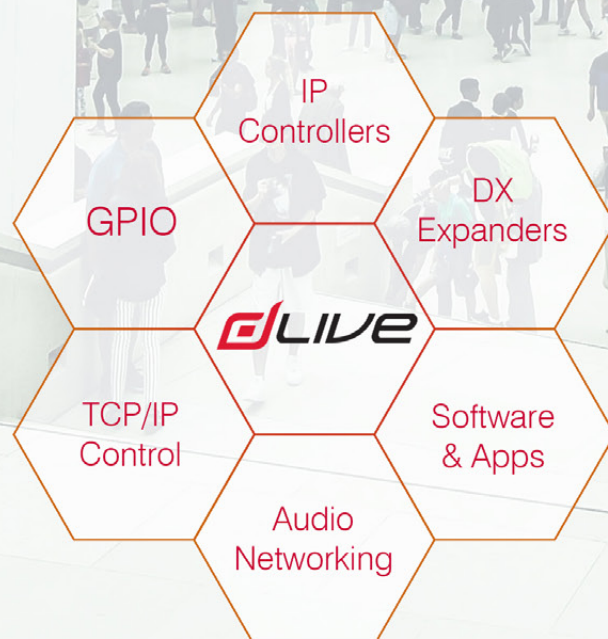 IP
Controllers
GPIO
DX
Expanders
dLIVE
TCP/IP
Control
Software
& Apps
Audio
Networking